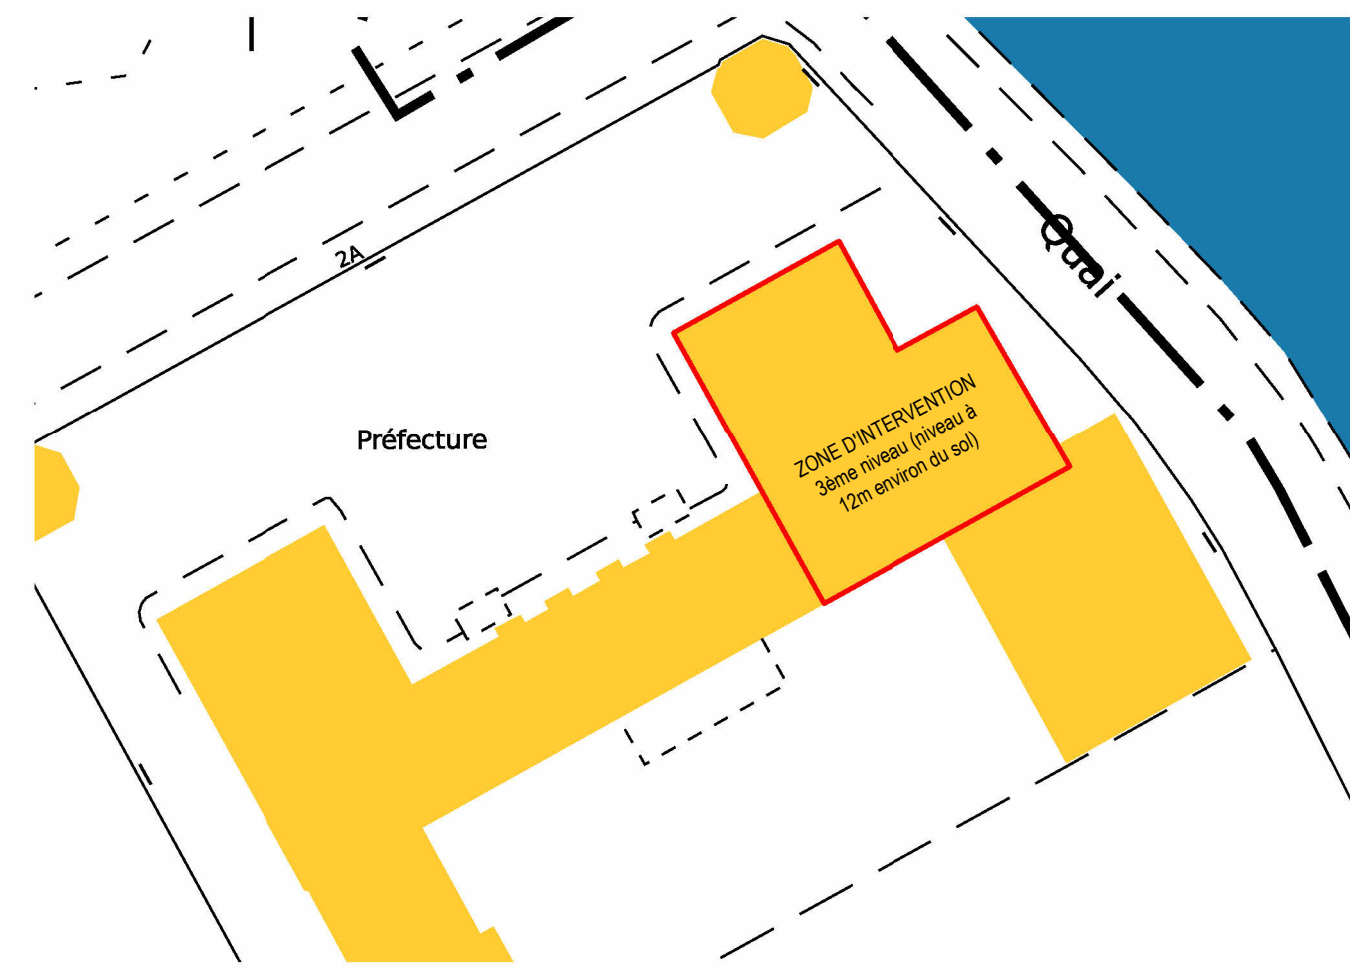 Quai
2A
Préfecture
ZONE D'INTERVENTION
3ème niveau (niveau à
12m environ du sol)